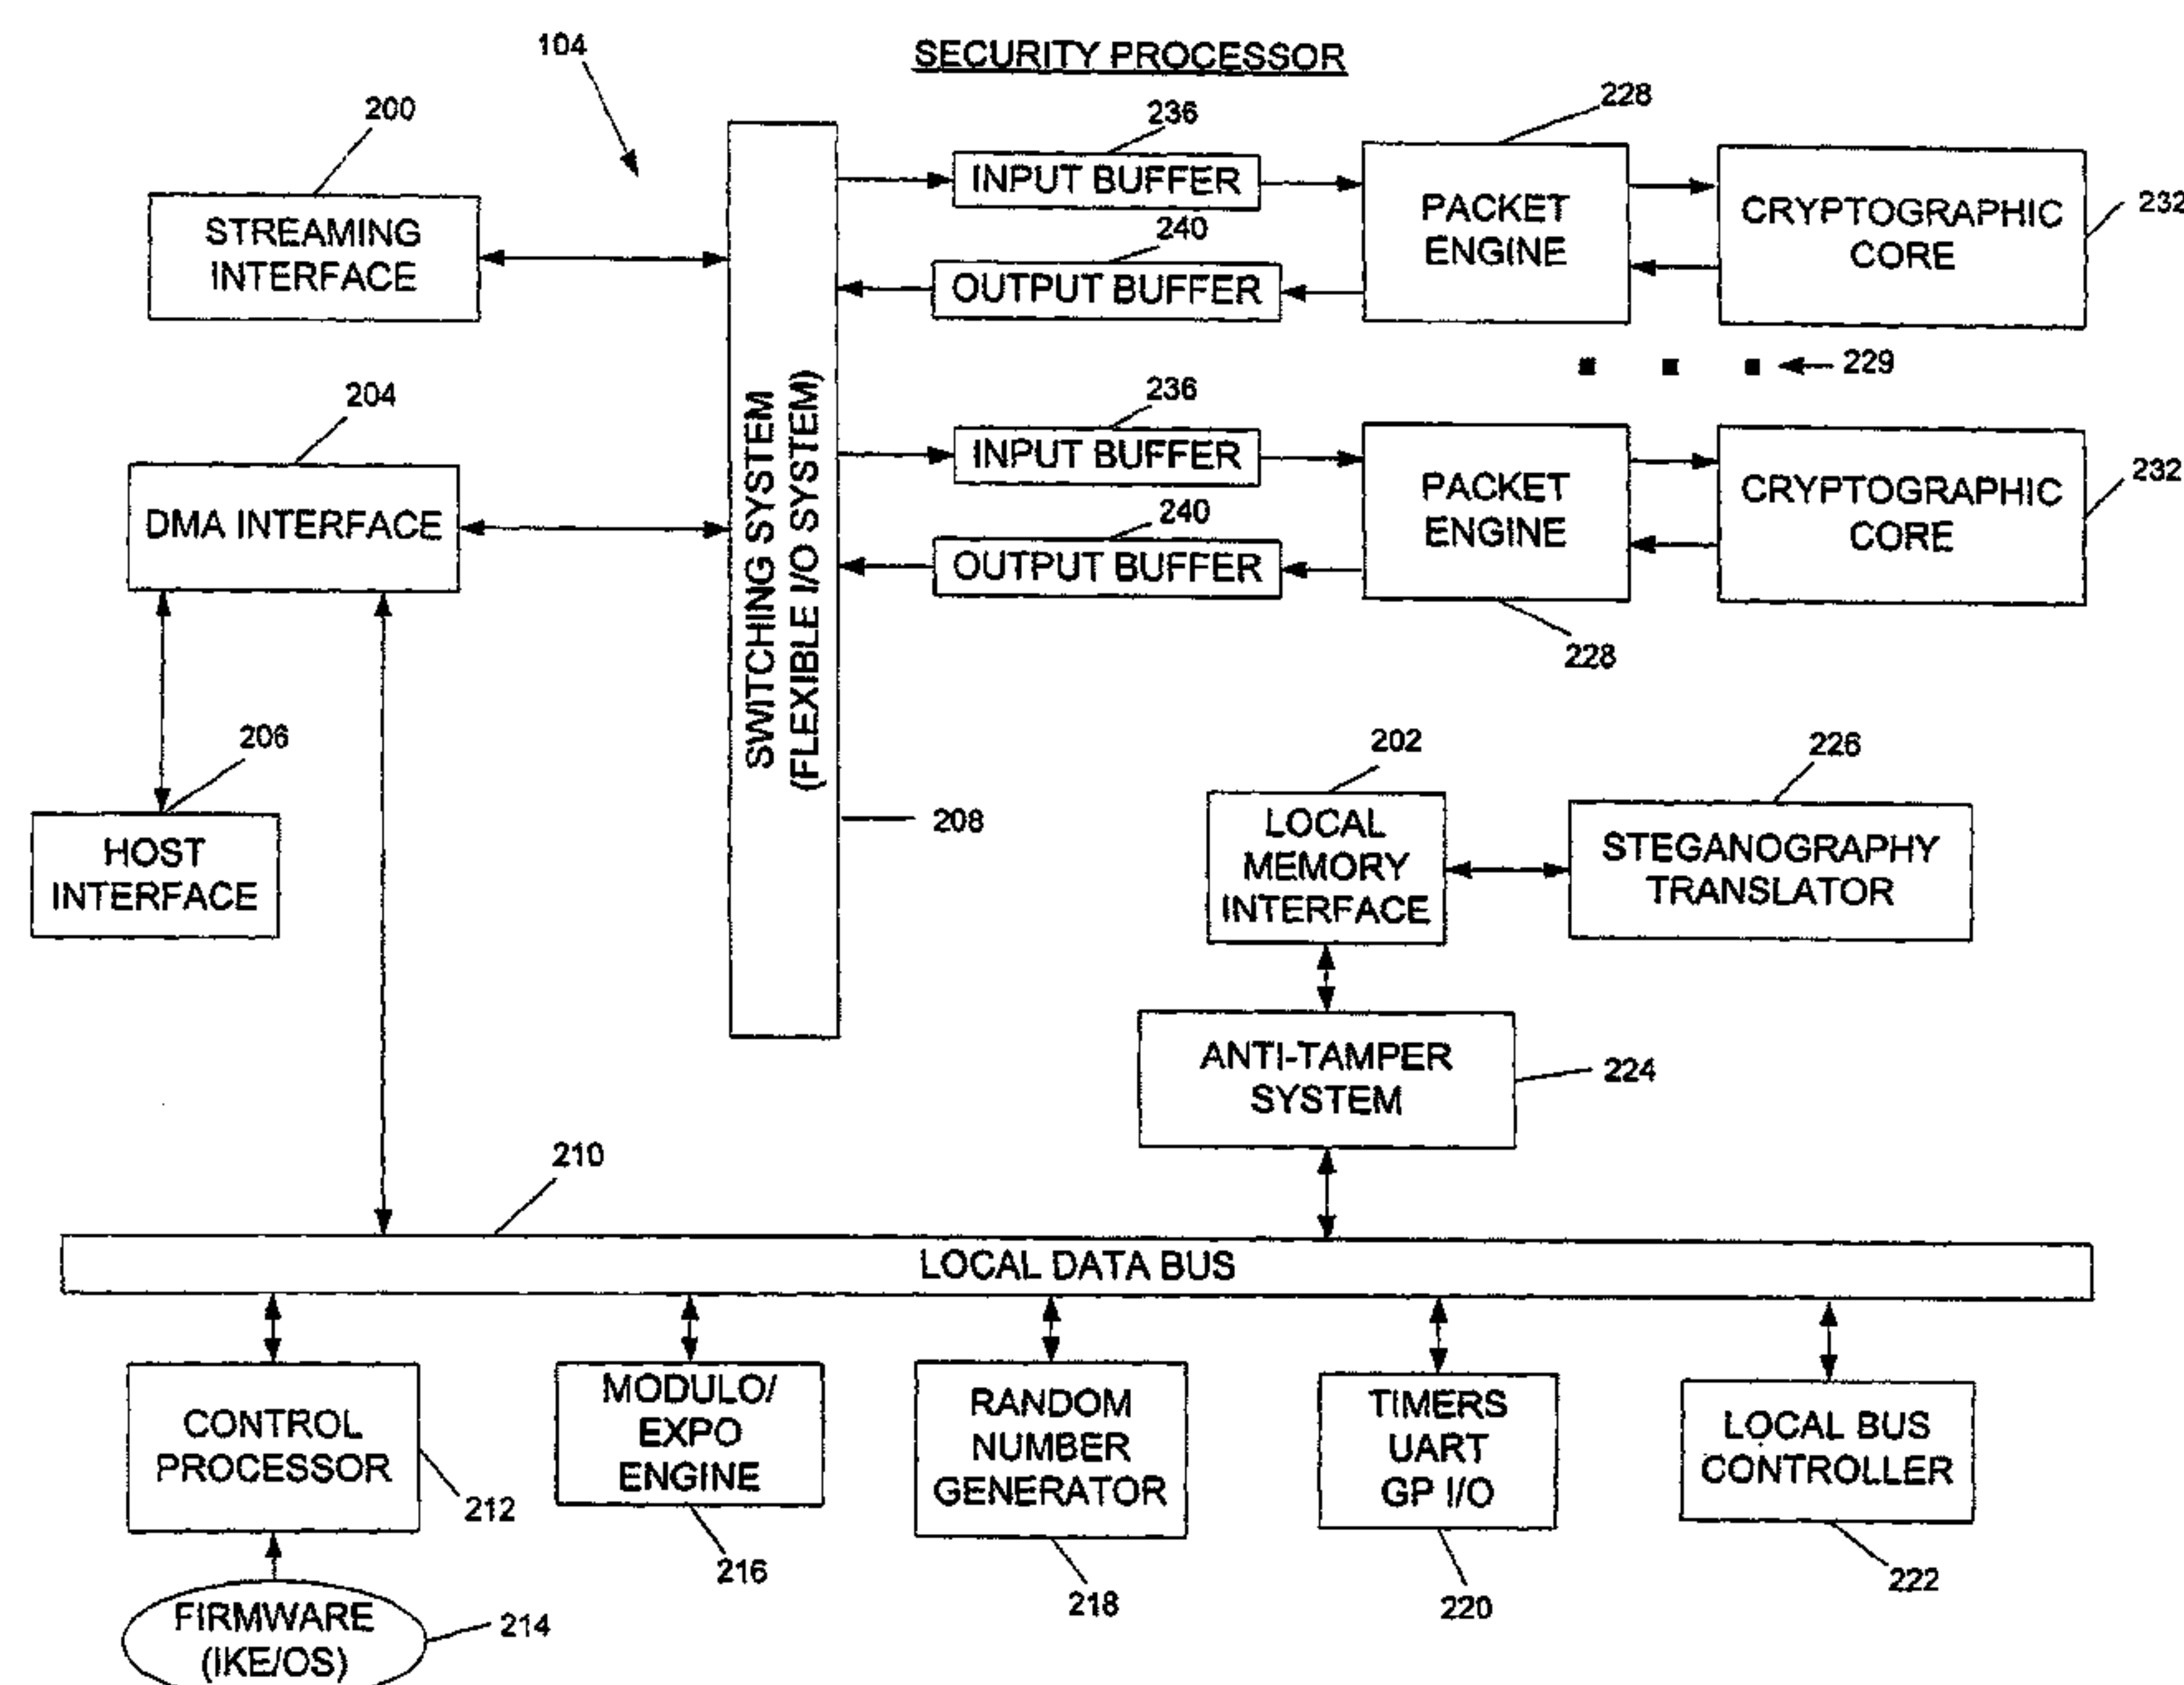 104
SECURITY PROCESSOR
200
236
228
STREAMING
INTERFACE
INPUT BUFFER
PACKET
ENGINE
CRYPTOGRAPHIC
CORE
232
240
OUTPUT BUFFER
229
204
DMA INTERFACE
SWITCHING SYSTEM
(FLEXIBLE I/O SYSTEM)
236
INPUT BUFFER
PACKET
ENGINE
CRYPTOGRAPHIC
CORE
232
240
OUTPUT BUFFER
228
206
HOST
INTERFACE
208
202
LOCAL
MEMORY
INTERFACE
226
STEGANOGRAPHY
TRANSLATOR
ANTI-TAMPER
SYSTEM
224
210
LOCAL DATA BUS
CONTROL
PROCESSOR
212
MODULO/
EXPO
ENGINE
216
RANDOM
NUMBER
GENERATOR
218
TIMERS
UART
GP I/O
220
LOCAL BUS
CONTROLLER
222
FIRMWARE
(IKE/OS)
214